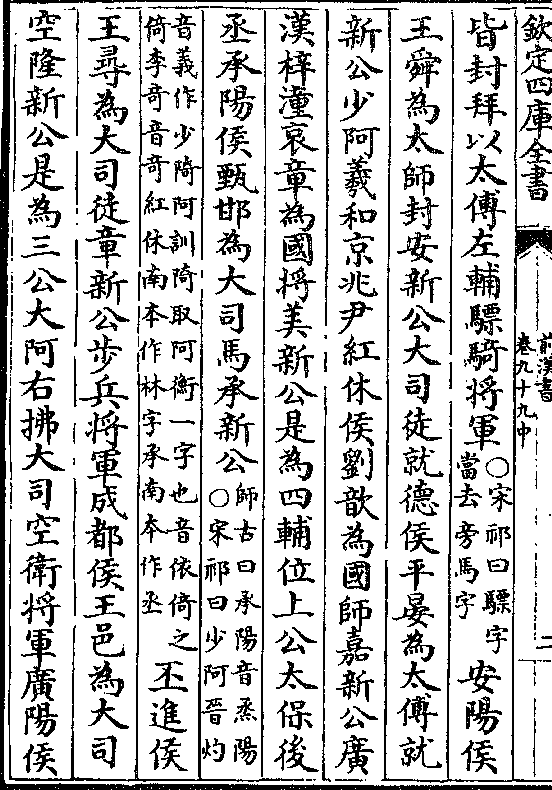 欽定四庫全書
前漢書
卷九十九中
二
皆封拜以太傅左輔驃騎將軍○宋祁曰驃字當去旁馬字安陽侯
王舜為太師封安新公大司徒就德侯平晏為太傅就
新公少阿羲和京兆尹紅休侯劉歆為國師嘉新公廣
漢梓潼哀章為國將美新公是為四輔位上公太保後
丞承陽侯甄邯為大司馬承新公師古曰承陽音烝陽○宋祁曰少阿晉灼
音義作少䧢阿訓䧢取阿衡一字也音依倚之倚李奇音奇紅休南本作林字承南本作丞丕進侯
王尋為大司徒章新公步兵將軍成都侯王邑為大司
空隆新公是為三公大阿右拂大司空衛將軍廣陽侯